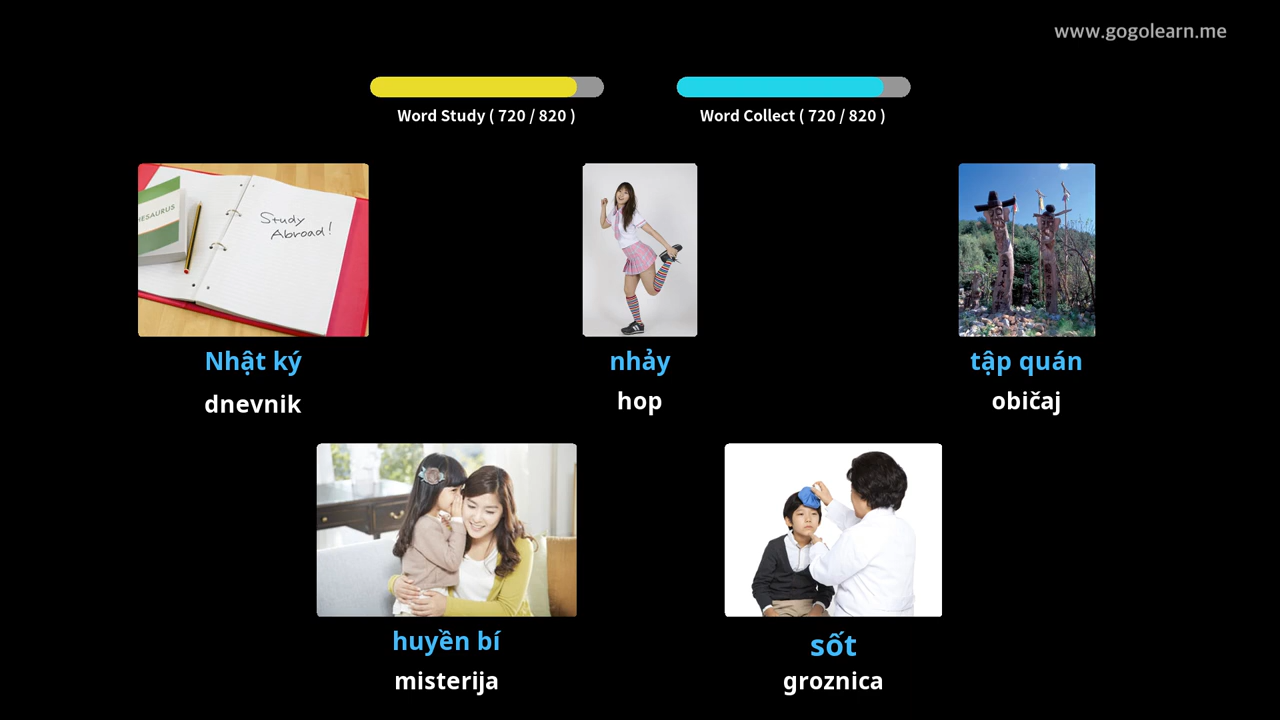 www.gogolearn.me
Word Study ( 720 / 820 )
Word Collect ( 720 / 820 )
HESAURUS
Study
Abroad!
Nhật ký
nhảy
tập quán
dnevnik
hop
običaj
huyền bí
sốt
misterija
groznica